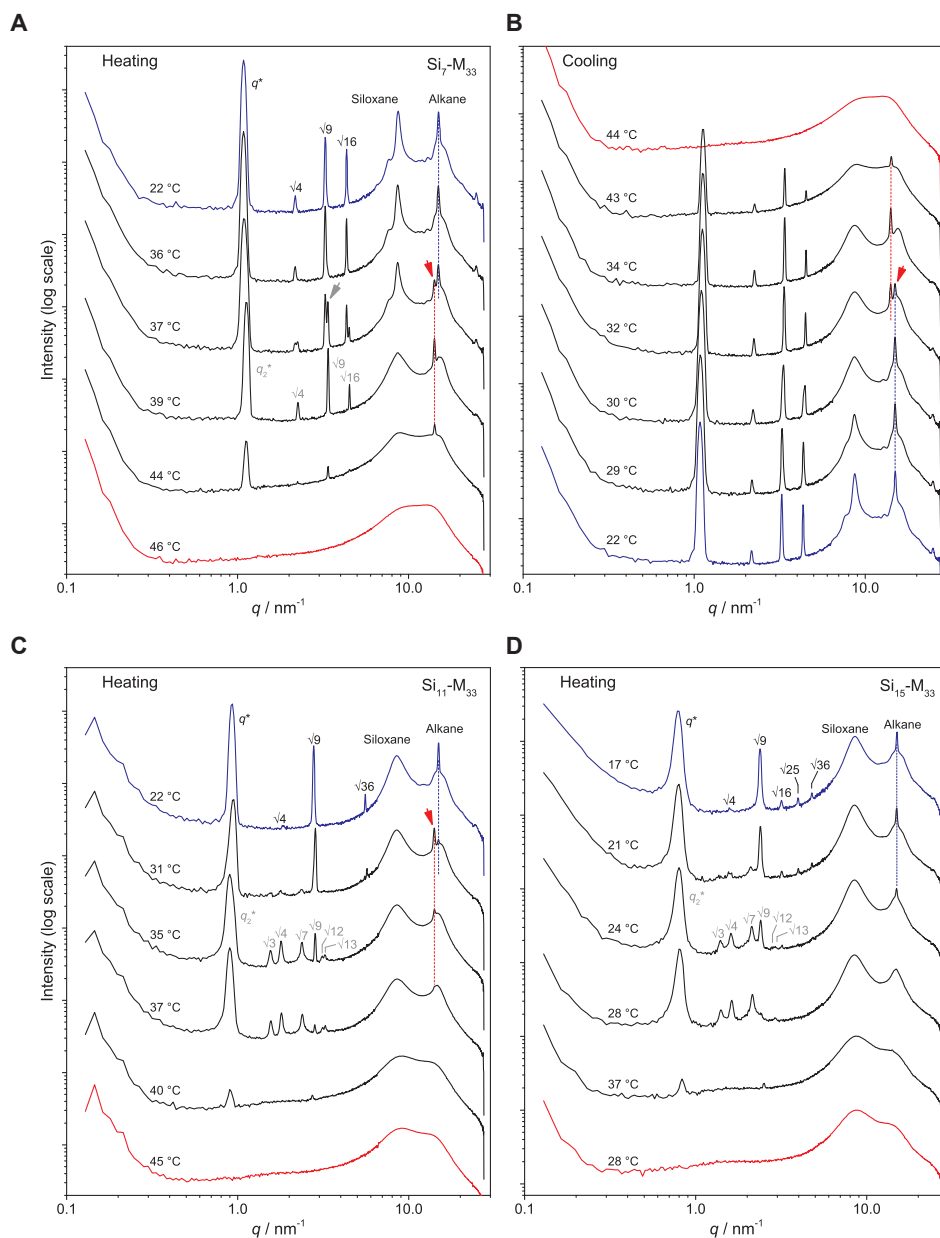 A
Heating
Si7-M33
q*
Siloxane
Alkane
√9
√16
√4
22 °C
36 °C
37 °C
q2*
√9
√4
√16
39 °C
44 °C
46 °C
Intensity (log scale)
0.1
1.0
10.0
q / nm-1
B
Cooling
44 °C
43 °C
34 °C
32 °C
30 °C
29 °C
22 °C
0.1
1.0
10.0
q / nm-1
C
Heating
Si11-M33
q*
Siloxane
Alkane
√9
√36
√4
22 °C
31 °C
q2*
35 °C
√3
√4
√7
√9
√12
√13
37 °C
40 °C
45 °C
Intensity (log scale)
0.1
1.0
10.0
q / nm-1
D
Heating
Si15-M33
q*
Siloxane
Alkane
17 °C
√4
√9
√16
√25
√36
21 °C
q2*
24 °C
√3
√4
√7
√9
√12
√13
28 °C
37 °C
28 °C
0.1
1.0
10.0
q / nm-1